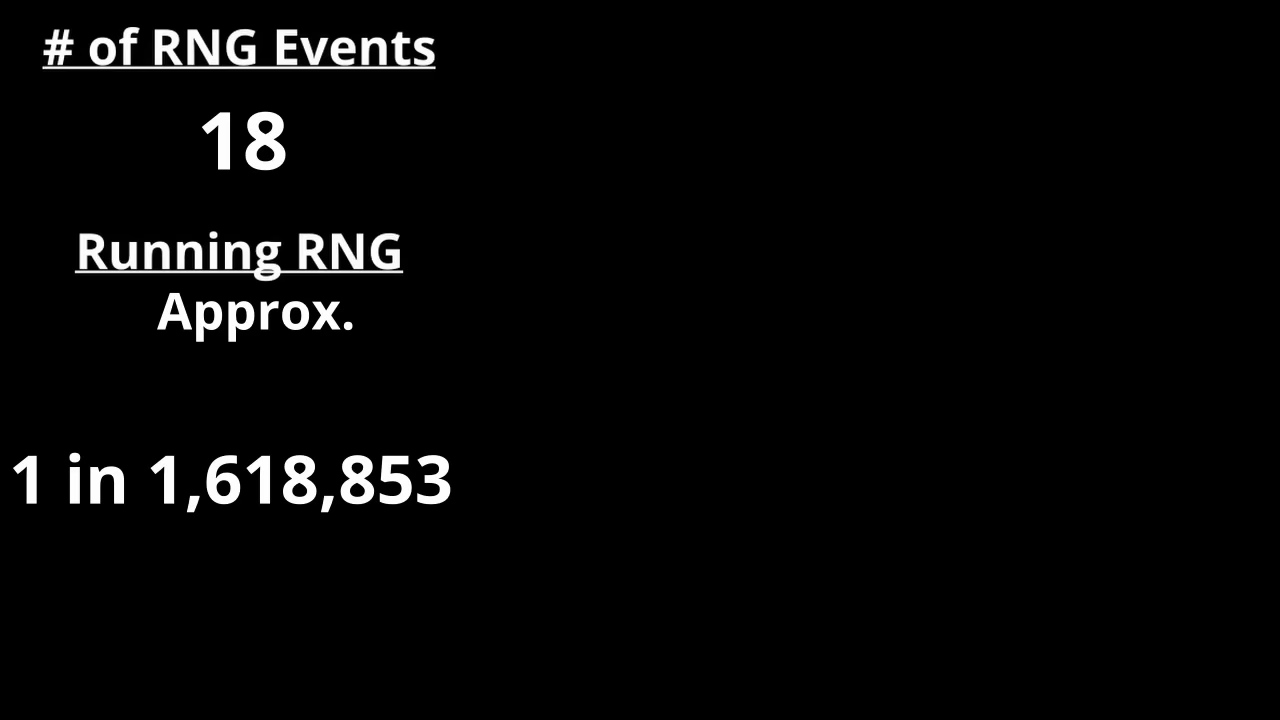 # of RNG Events
18
Running RNG
Approx.
1 in 1,618,853